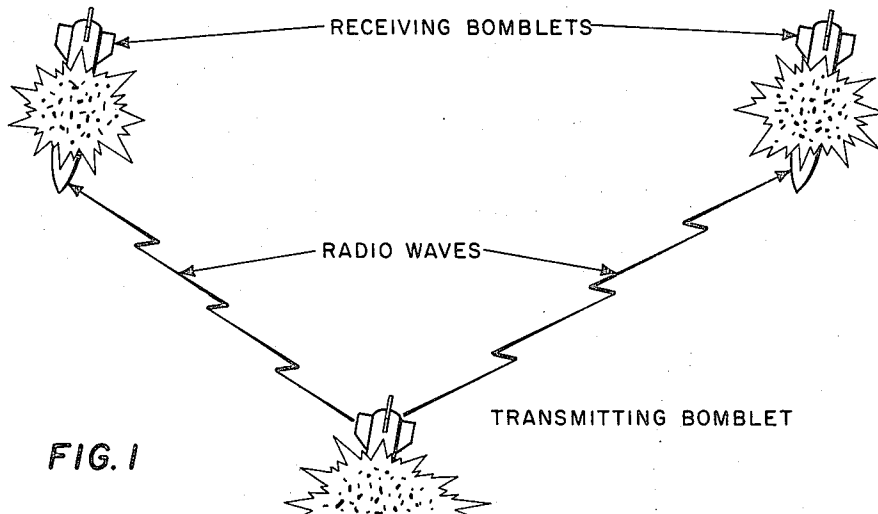 RECEIVING BOMBLETS
RADIO WAVES
TRANSMITTING BOMBLET
FIG. 1